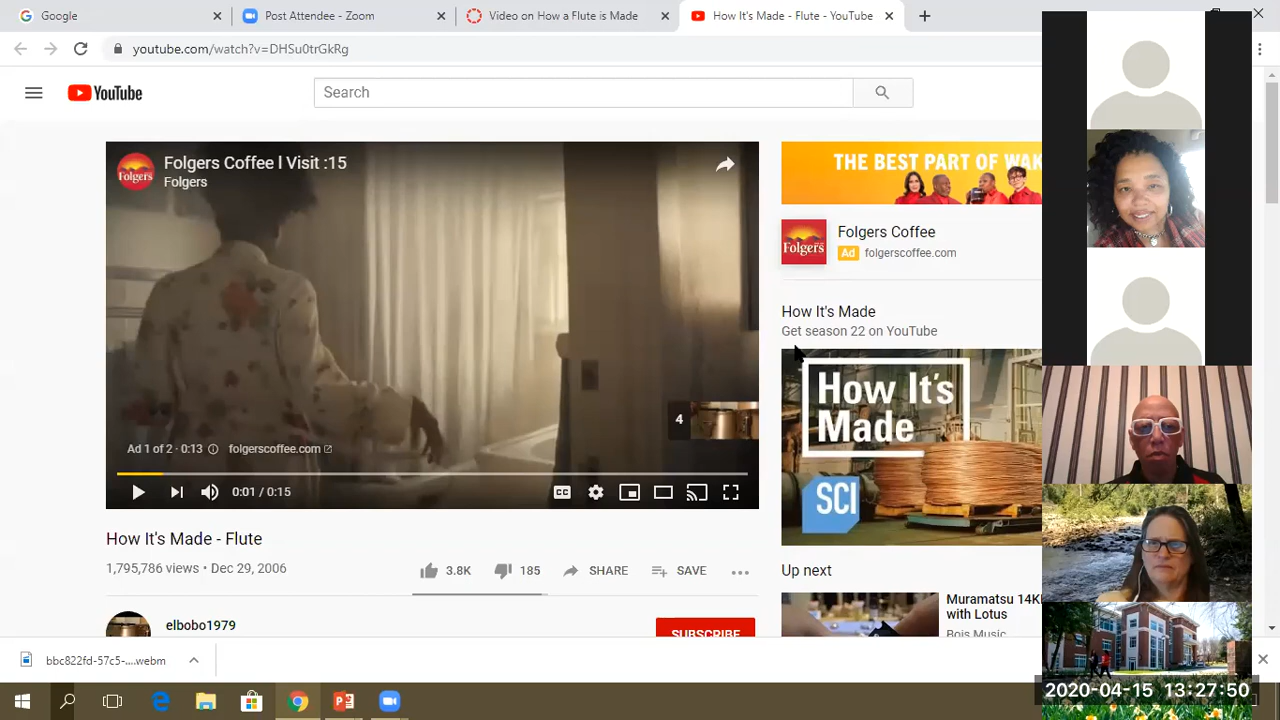 Google
Post Attendee - Zoom
Video on How a Flute is Made
How It's Made - Flute - YouTube
youtube.com/watch?v=DHSu0trGkRg
YouTube
Search
Folgers Coffee l Visit :15
Folgers
Folgers
4
Ad 1 of 2 · 0:13
folgerscoffee.com
0:01 / 0:15
CC
How It's Made - Flute
1,795,786 views • Dec 29, 2006
3.8K
185
SHARE
SAVE
elbobo1979
SUBSCRIBE
THE BEST PART OF WAK
Folgers
Folgers Coffee
Ad folgerscoffee.com
How It's Made
Get season 22 on YouTube
How It's
Made
SCI
Up next
Muramatsu 14K
with Lotus
Bois Music
bbc822fd-57c5-....webm
2020-04-15 13:27:50